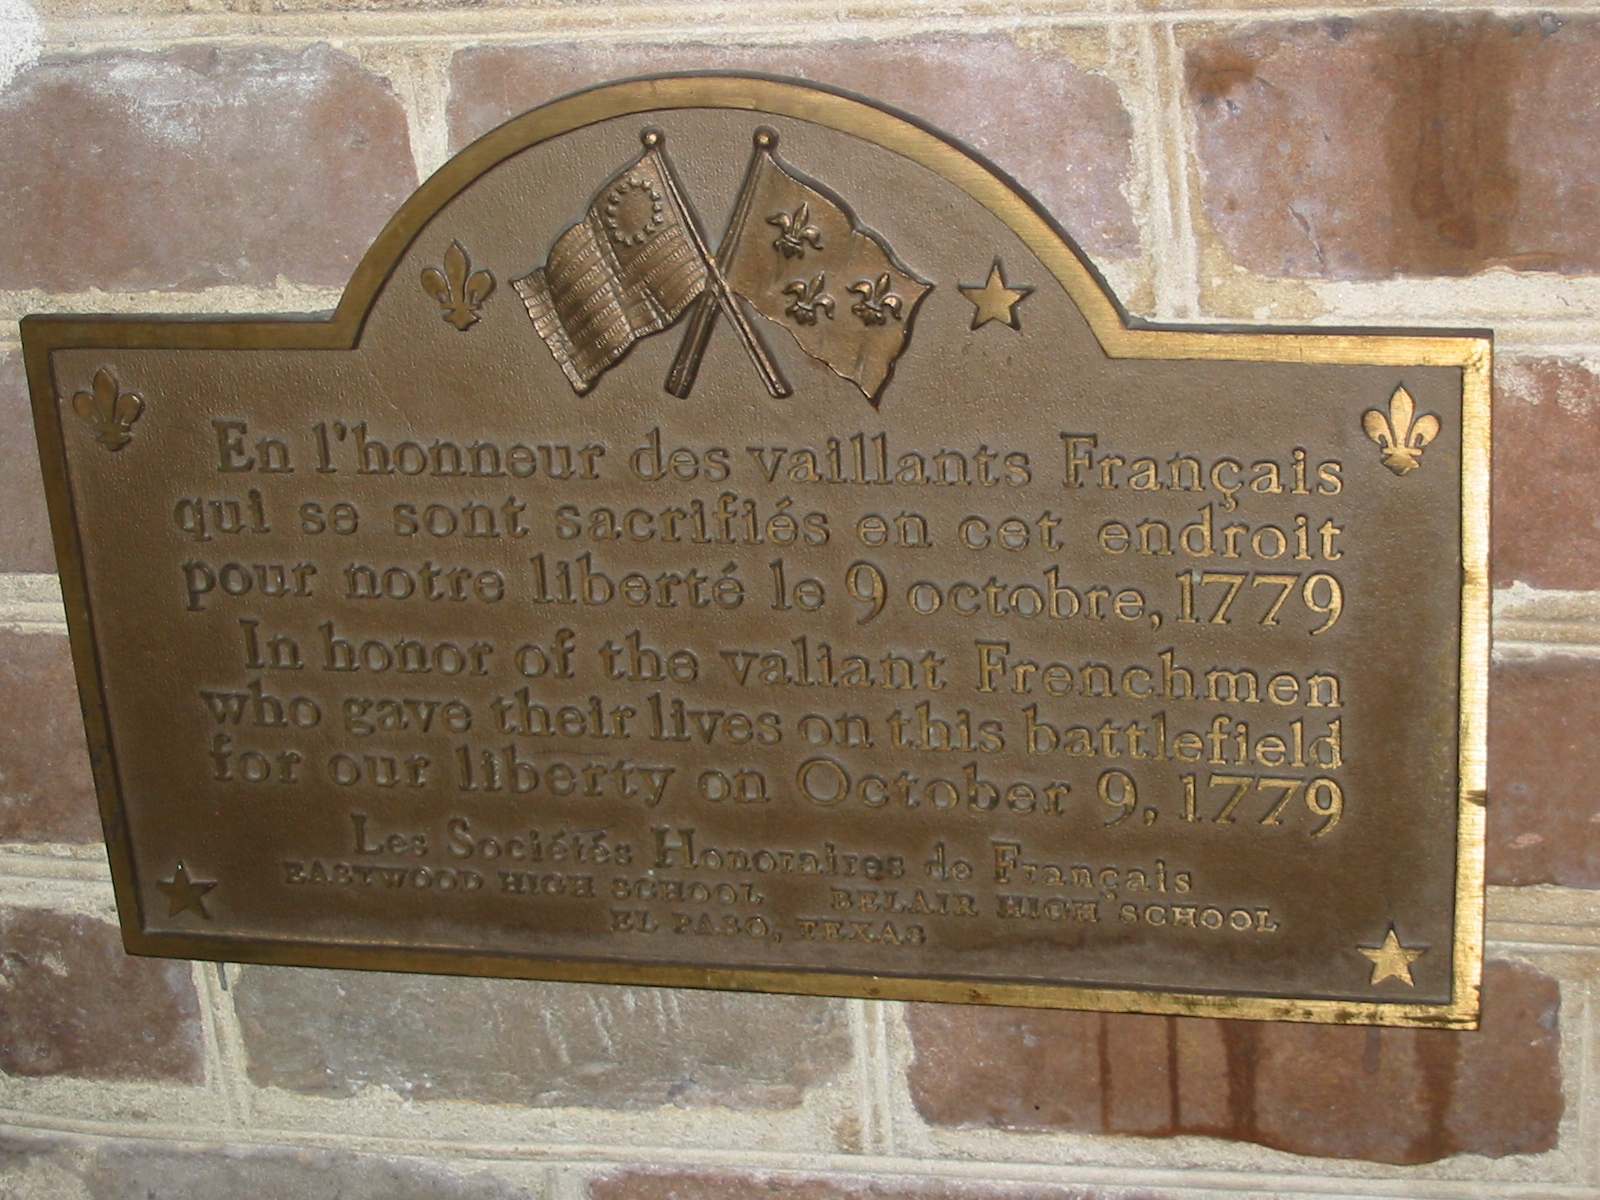 En l'honneur des vaillants Français
qui se sont sacrifiés en cet endroit
pour notre liberté le 9 octobre, 1779
In honor of the valiant Frenchmen
who gave their lives on this battlefield
for our liberty on October 9, 1779
Les Sociétés Honoraires de Français
EASTWOOD HIGH SCHOOL BELAIR HIGH SCHOOL
EL PASO, TEXAS